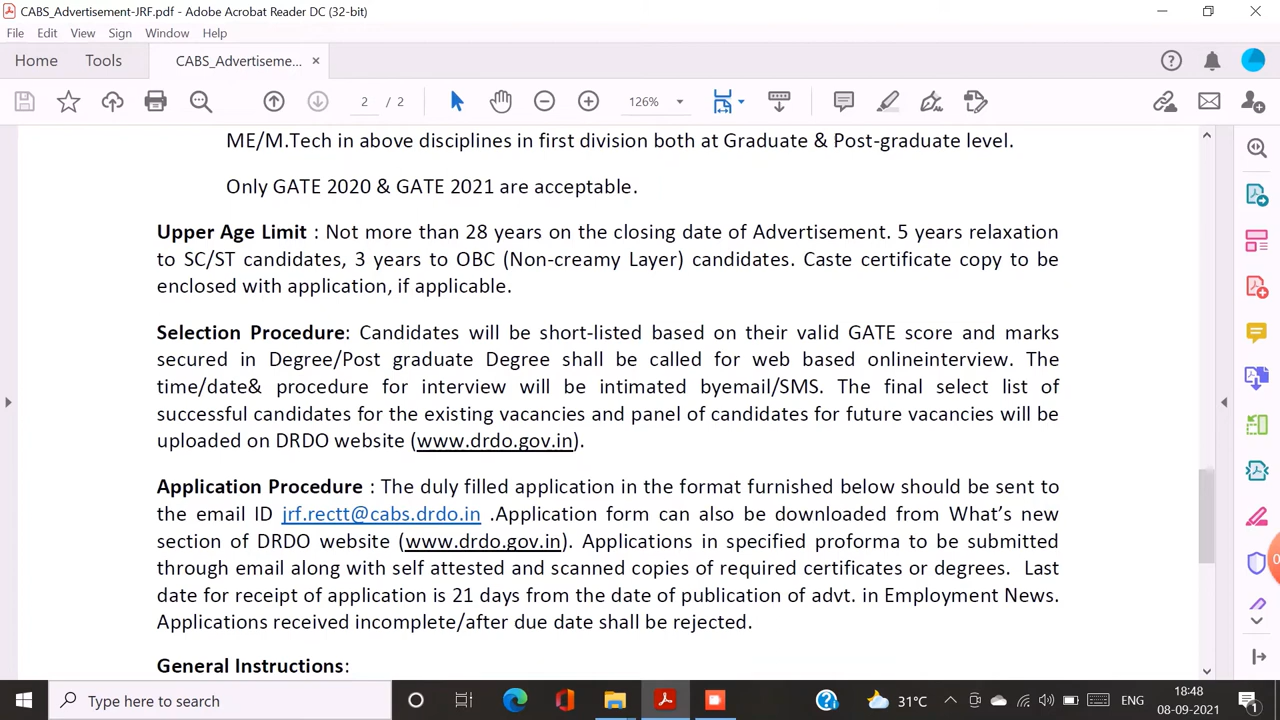 CABS_Advertisement-JRF.pdf - Adobe Acrobat Reader DC (32-bit)
File Edit View Sign Window Help
Home Tools CABS_Advertiseme... ×
2 / 2 126%
ME/M.Tech in above disciplines in first division both at Graduate & Post-graduate level.
Only GATE 2020 & GATE 2021 are acceptable.
Upper Age Limit : Not more than 28 years on the closing date of Advertisement. 5 years relaxation
to SC/ST candidates, 3 years to OBC (Non-creamy Layer) candidates. Caste certificate copy to be
enclosed with application, if applicable.
Selection Procedure: Candidates will be short-listed based on their valid GATE score and marks
secured in Degree/Post graduate Degree shall be called for web based onlineinterview. The
time/date& procedure for interview will be intimated byemail/SMS. The final select list of
successful candidates for the existing vacancies and panel of candidates for future vacancies will be
uploaded on DRDO website (www.drdo.gov.in).
Application Procedure : The duly filled application in the format furnished below should be sent to
the email ID jrf.rectt@cabs.drdo.in .Application form can also be downloaded from What’s new
section of DRDO website (www.drdo.gov.in). Applications in specified proforma to be submitted
through email along with self attested and scanned copies of required certificates or degrees. Last
date for receipt of application is 21 days from the date of publication of advt. in Employment News.
Applications received incomplete/after due date shall be rejected.
General Instructions:
Type here to search
31°C ENG 18:48
08-09-2021